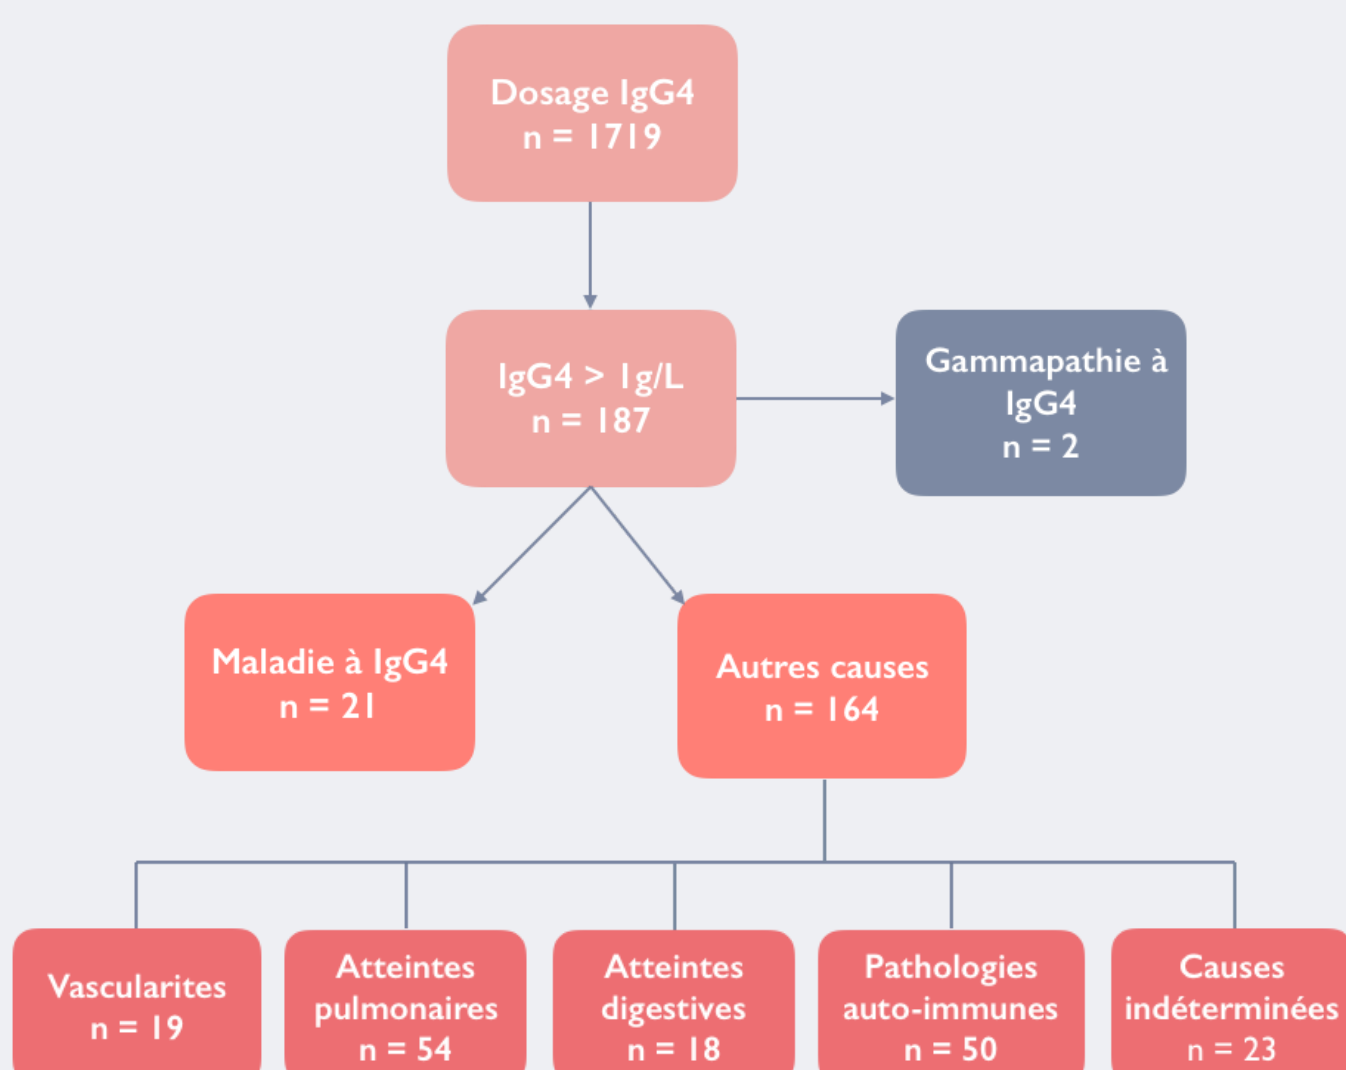 Dosage IgG4
n = 1719
IgG4 > 1g/L
n = 187
Gammapathie à
IgG4
n = 2
Maladie à IgG4
n = 21
Autres causes
n = 164
Vascularites
n = 19
Atteintes
pulmonaires
n = 54
Atteintes
digestives
n = 18
Pathologies
auto-immunes
n = 50
Causes
indéterminées
n = 23